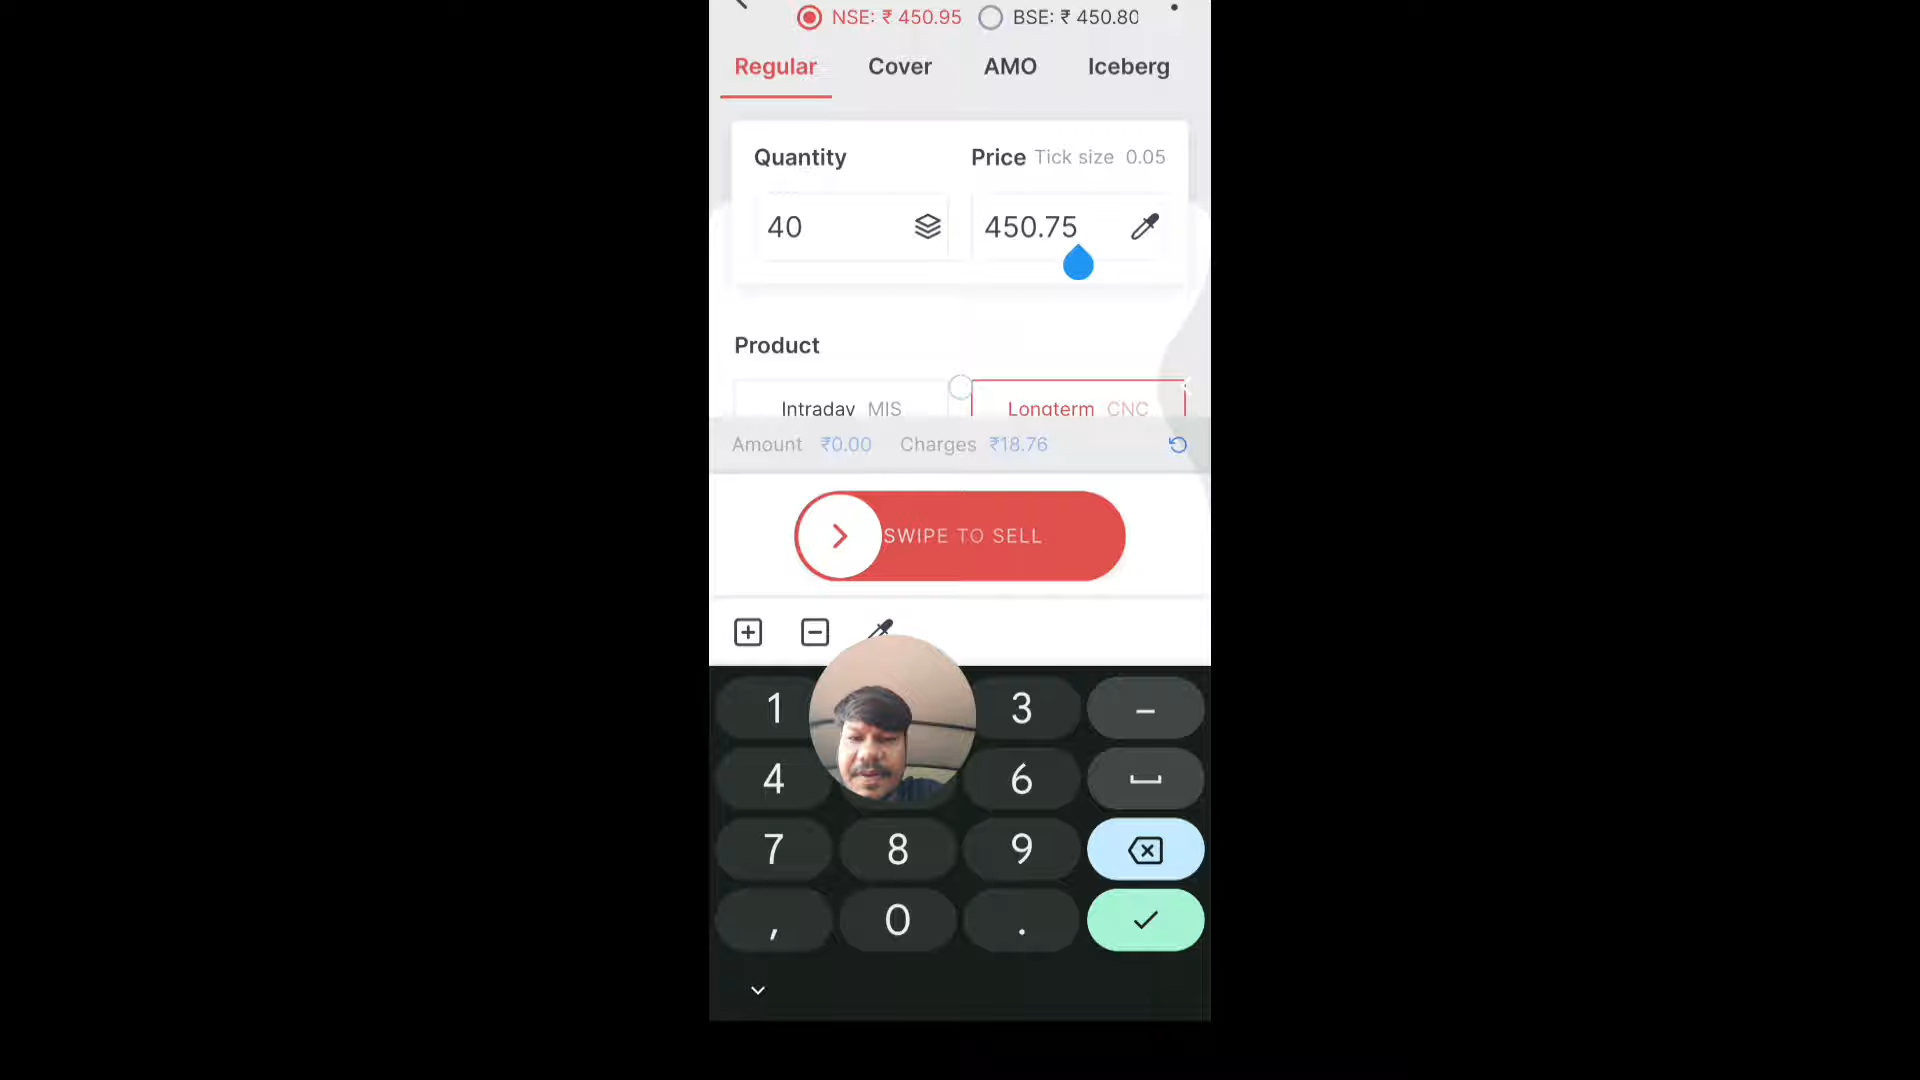 NSE: ₹ 450.95 BSE: ₹ 450.80
Regular Cover AMO Iceberg
Quantity Price Tick size 0.05
40 450.75
Product
Intraday MIS Longterm CNC
Amount ₹0.00 Charges ₹18.76
SWIPE TO SELL
1 3 –
4 6
7 8 9
, 0 .